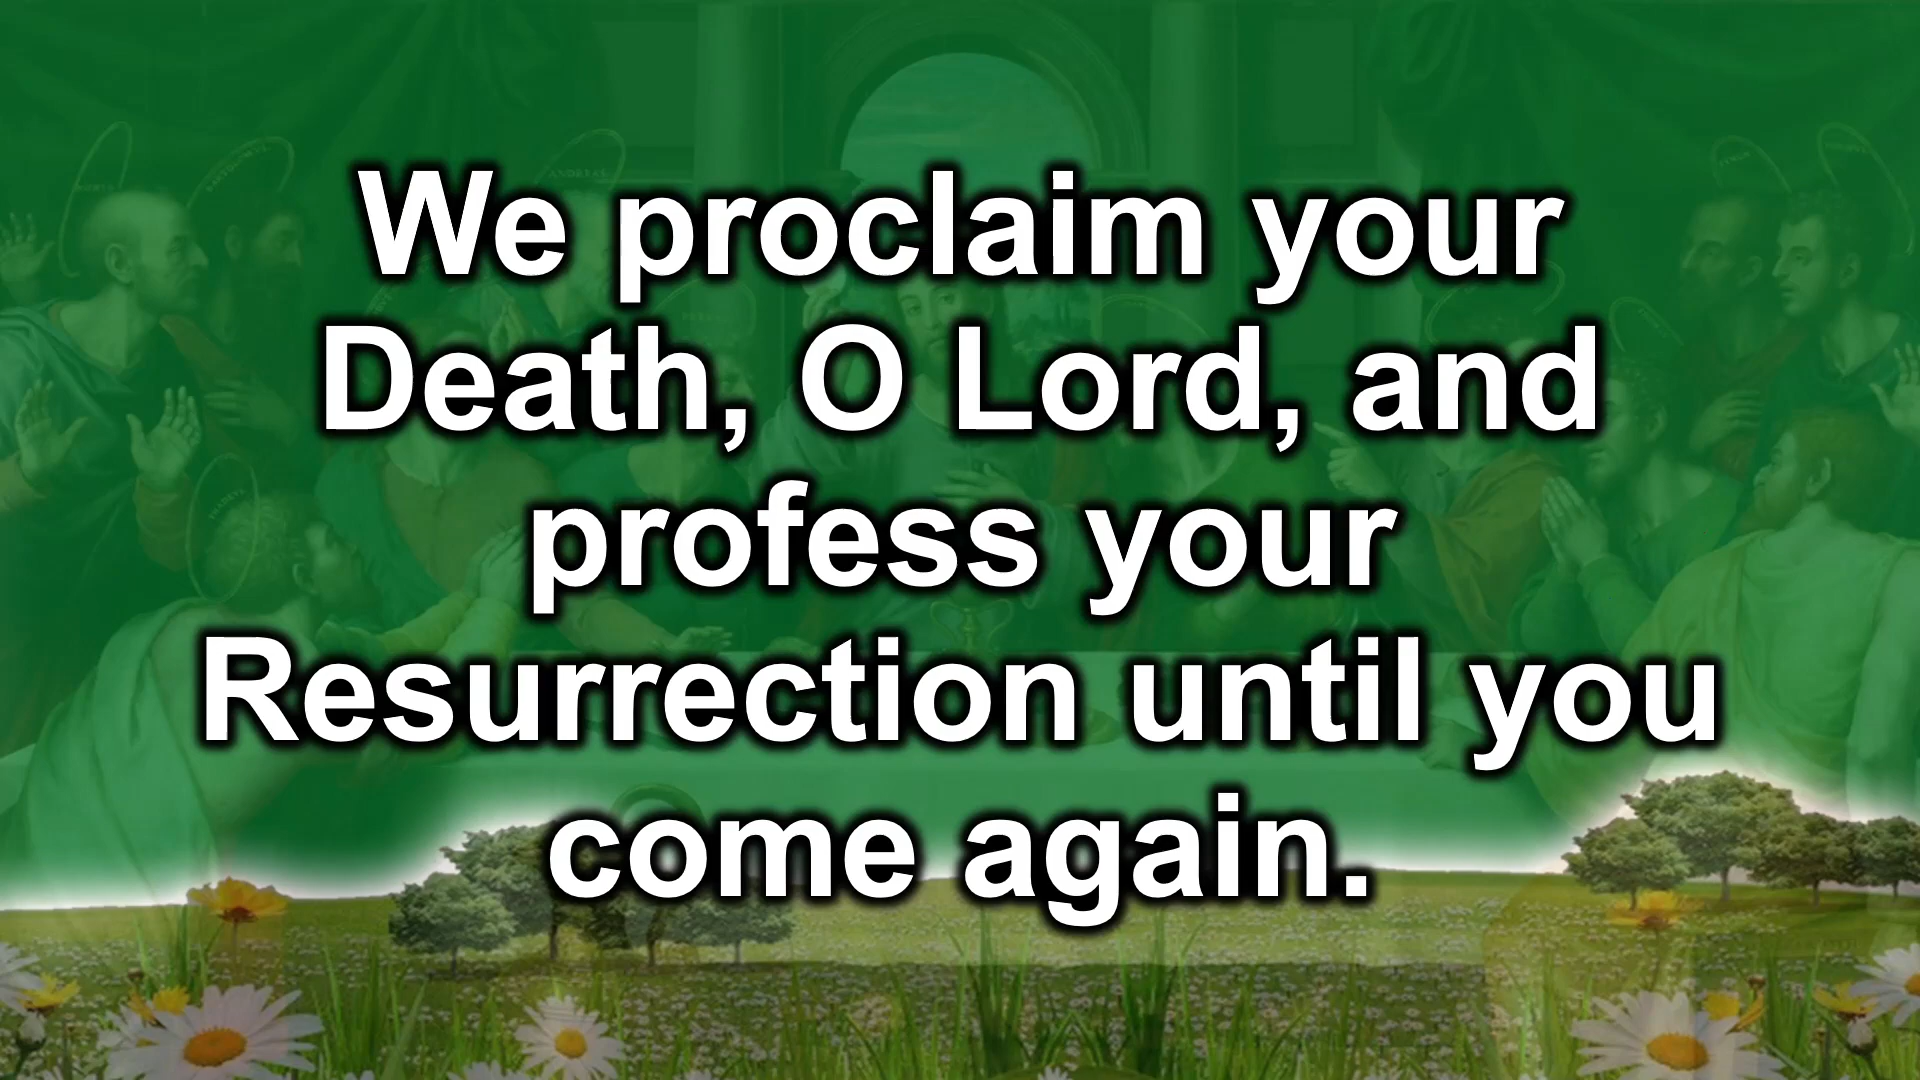 We proclaim your
Death, O Lord, and
profess your
Resurrection until you
come again.